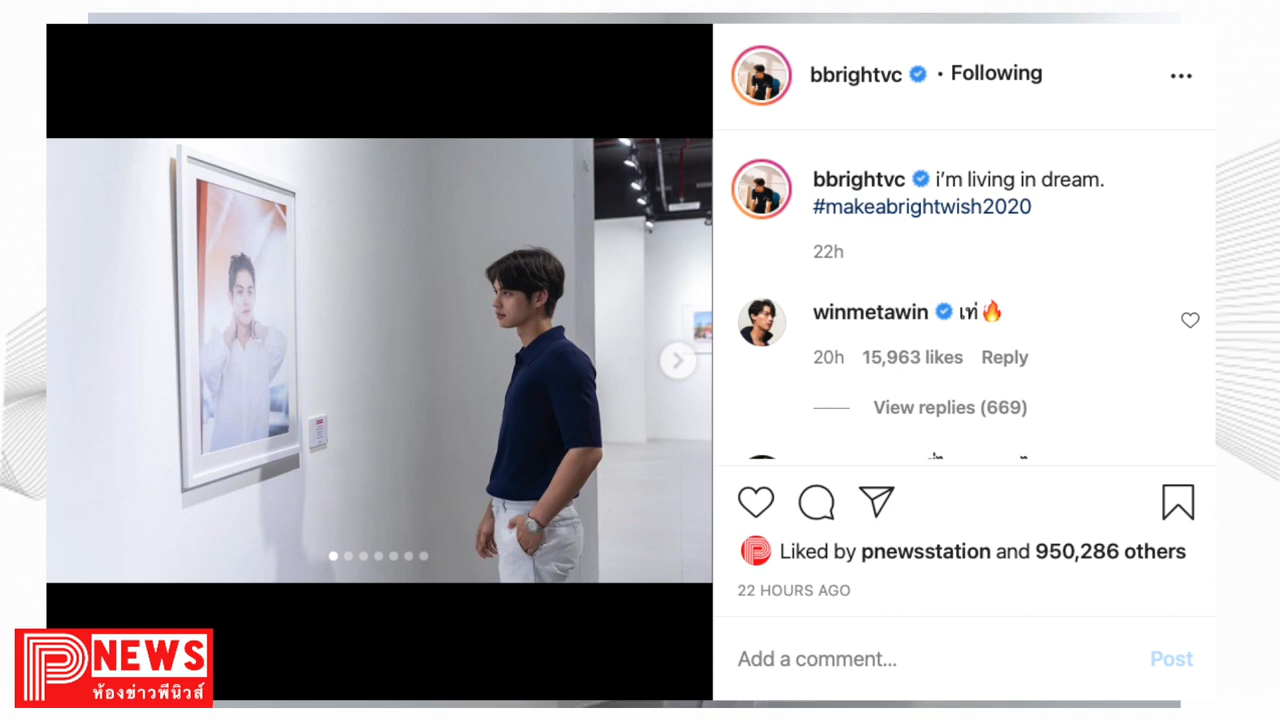 bbrightvc • Following
bbrightvc i'm living in dream.
#makeabrightwish2020
22h
winmetawin เท่🔥
20h 15,963 likes Reply
View replies (669)
Liked by pnewsstation and 950,286 others
22 HOURS AGO
Add a comment... Post
PNEWS
ห้องข่าวพีนิวส์